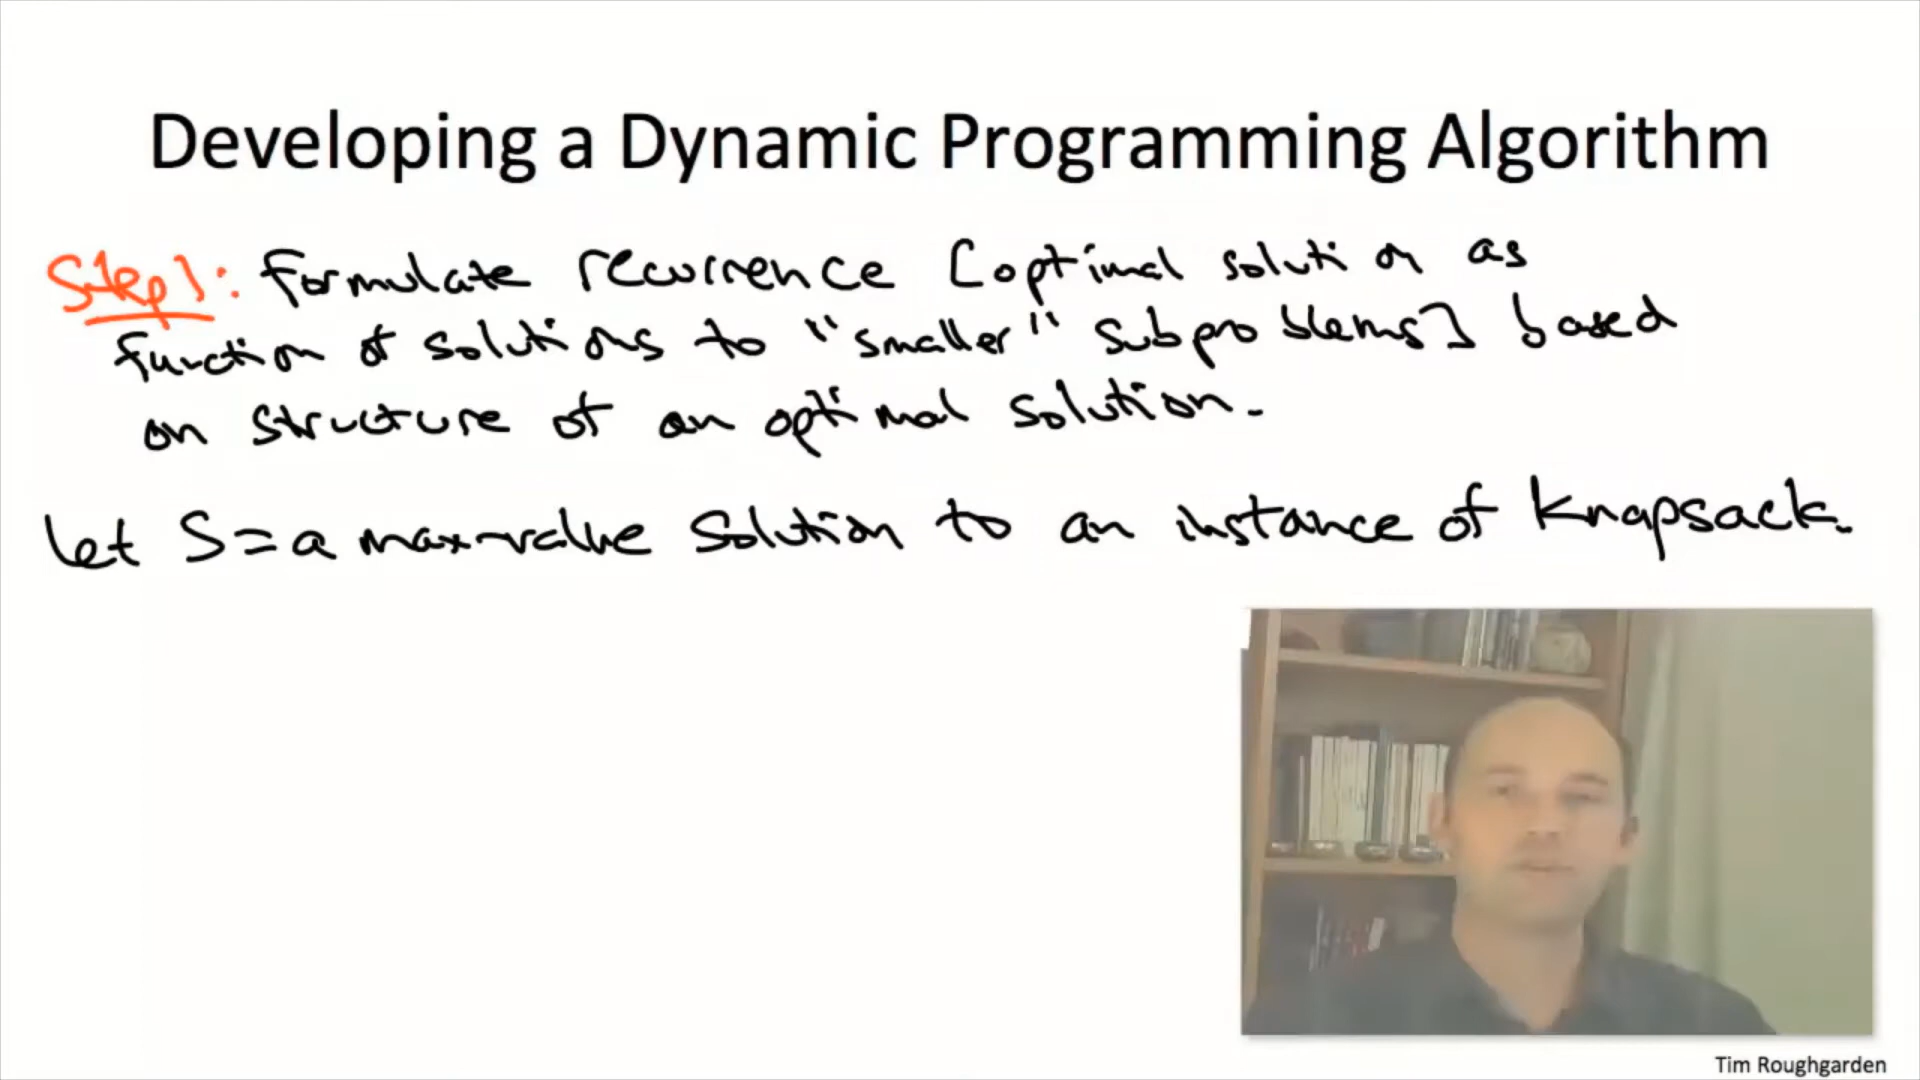 Developing a Dynamic Programming Algorithm
Step 1: Formulate recurrence [optimal solution as
function of solutions to "smaller" subproblems] based
on structure of an optimal solution.
Let S = a max-value solution to an instance of Knapsack.
Tim Roughgarden